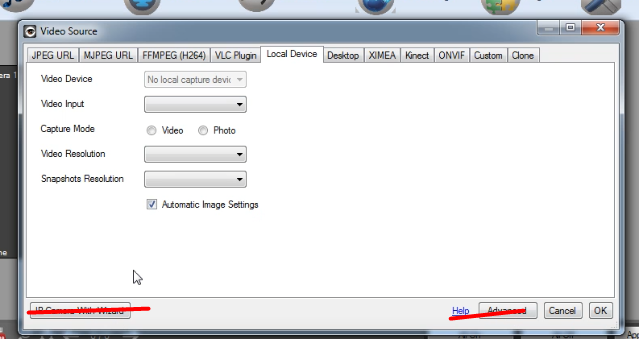 Video Source
JPEG URL MJPEG URL FFMPEG (H264) VLC Plugin Local Device Desktop XIMEA Kinect ONVIF Custom Clone
Video Device No local capture devic
Video Input
Capture Mode Video Photo
Video Resolution
Snapshots Resolution
Automatic Image Settings
IP Camera With Wizard Help Advanced Cancel OK